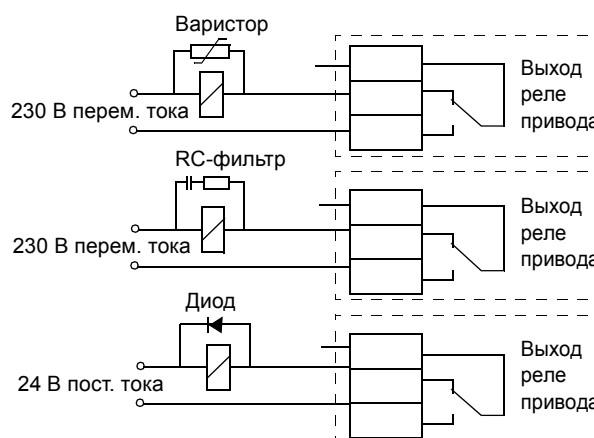 Варистор
230 В перем. тока
Выход
реле
привода
RC-фильтр
230 В перем. тока
Выход
реле
привода
Диод
24 В пост. тока
Выход
реле
привода